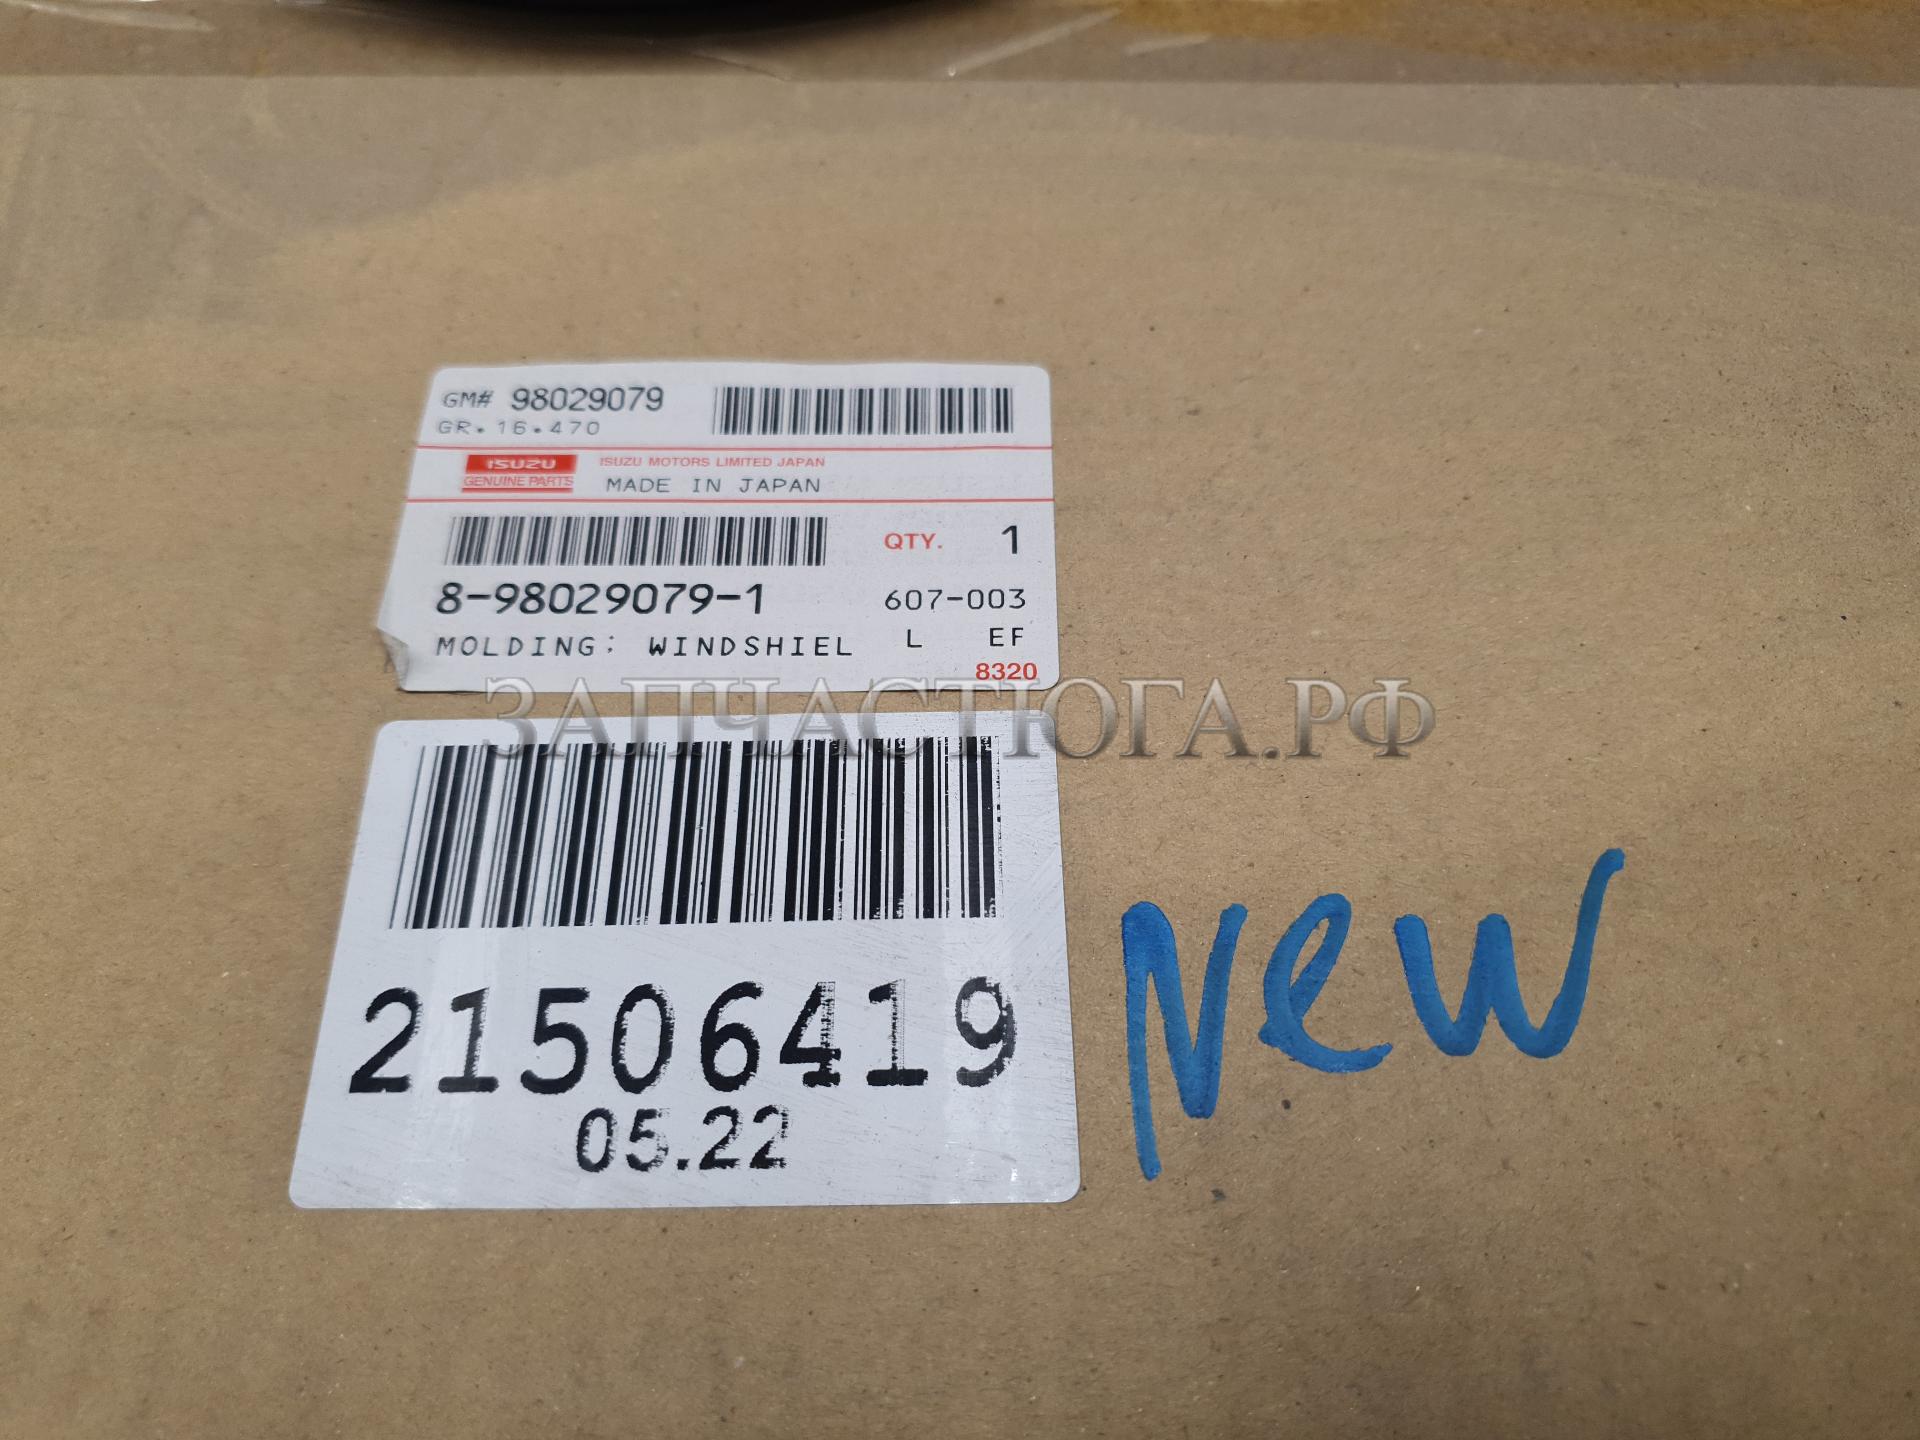 GM# 98029079
GR. 16.470
ISUZU
GENUINE PARTS
ISUZU MOTORS LIMITED JAPAN
MADE IN JAPAN
QTY. 1
8-98029079-1
607-003
MOLDING: WINDSHIEL
L EF
8320
ЗАПЧАСТЮГА.РФ
21506419
05.22
New